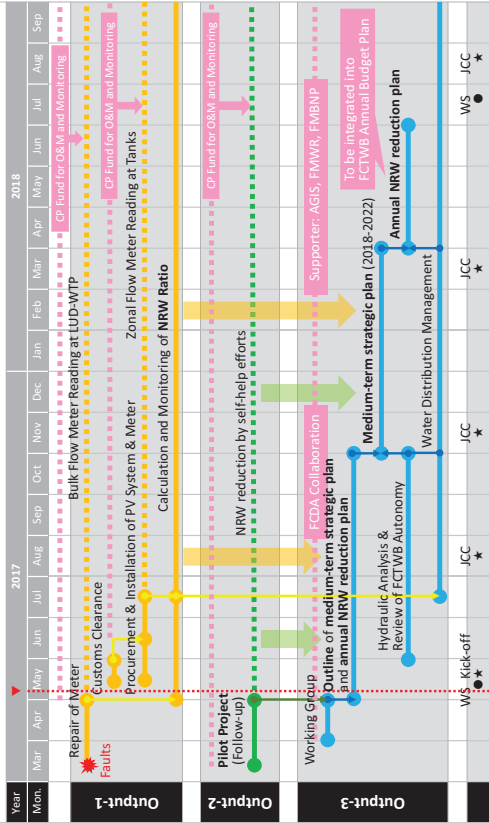 Year
2017
2018
Mon.
Mar
Apr
May
Jun
Jul
Aug
Sep
Oct
Nov
Dec
Jan
Feb
Mar
Apr
May
Jun
Jul
Aug
Sep
Output-1
CP Fund for O&M and Monitoring
Repair of Meter
Bulk Flow Meter Reading at LUD-WTP
Faults
Customs Clearance
CP Fund for O&M and Monitoring
Procurement & Installation of PV System & Meter
Zonal Flow Meter Reading at Tanks
Calculation and Monitoring of NRW Ratio
Output-2
CP Fund for O&M and Monitoring
Pilot Project
(Follow-up)
NRW reduction by self-help efforts
Output-3
Working Group
FCDA Collaboration
Supporter: AGIS, FMWR, FMBNP
Outline of medium-term strategic plan
and annual NRW reduction plan
To be integrated into
FCTWB Annual Budget Plan
Medium-term strategic plan (2018-2022)
Annual NRW reduction plan
Hydraulic Analysis &
Review of FCTWB Autonomy
Water Distribution Management
WS Kick-off
JCC
JCC
JCC
WS
JCC